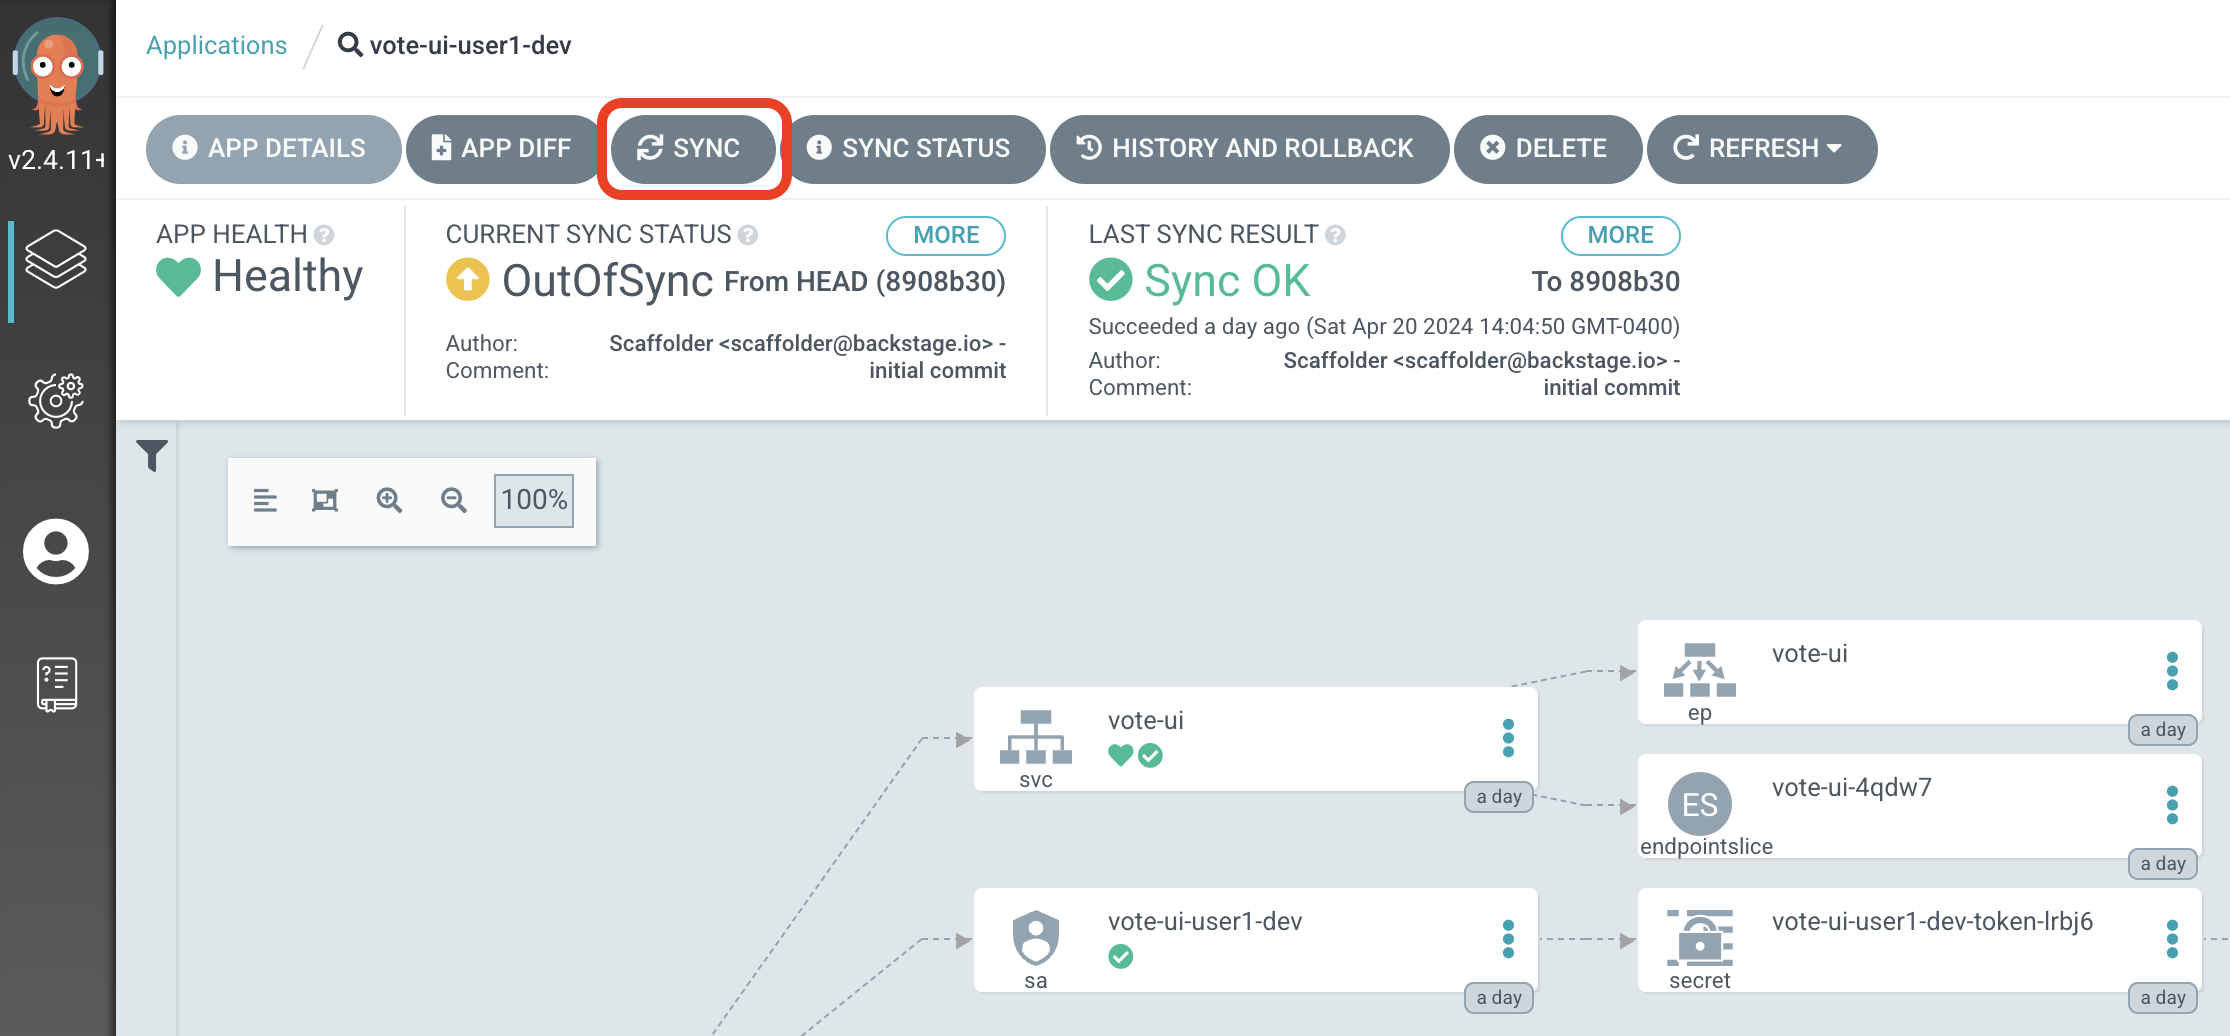 Applications / vote-ui-user1-dev
v2.4.11+
APP DETAILS
APP DIFF
SYNC
SYNC STATUS
HISTORY AND ROLLBACK
DELETE
REFRESH
APP HEALTH ?
Healthy
CURRENT SYNC STATUS ?
MORE
OutOfSync From HEAD (8908b30)
Author: Scaffolder <scaffolder@backstage.io> -
Comment: initial commit
LAST SYNC RESULT ?
MORE
Sync OK To 8908b30
Succeeded a day ago (Sat Apr 20 2024 14:04:50 GMT-0400)
Author: Scaffolder <scaffolder@backstage.io> -
Comment: initial commit
100%
vote-ui
svc
a day
vote-ui
ep
a day
ES
vote-ui-4qdw7
endpointslice
a day
vote-ui-user1-dev
sa
a day
vote-ui-user1-dev-token-lrbj6
secret
a day